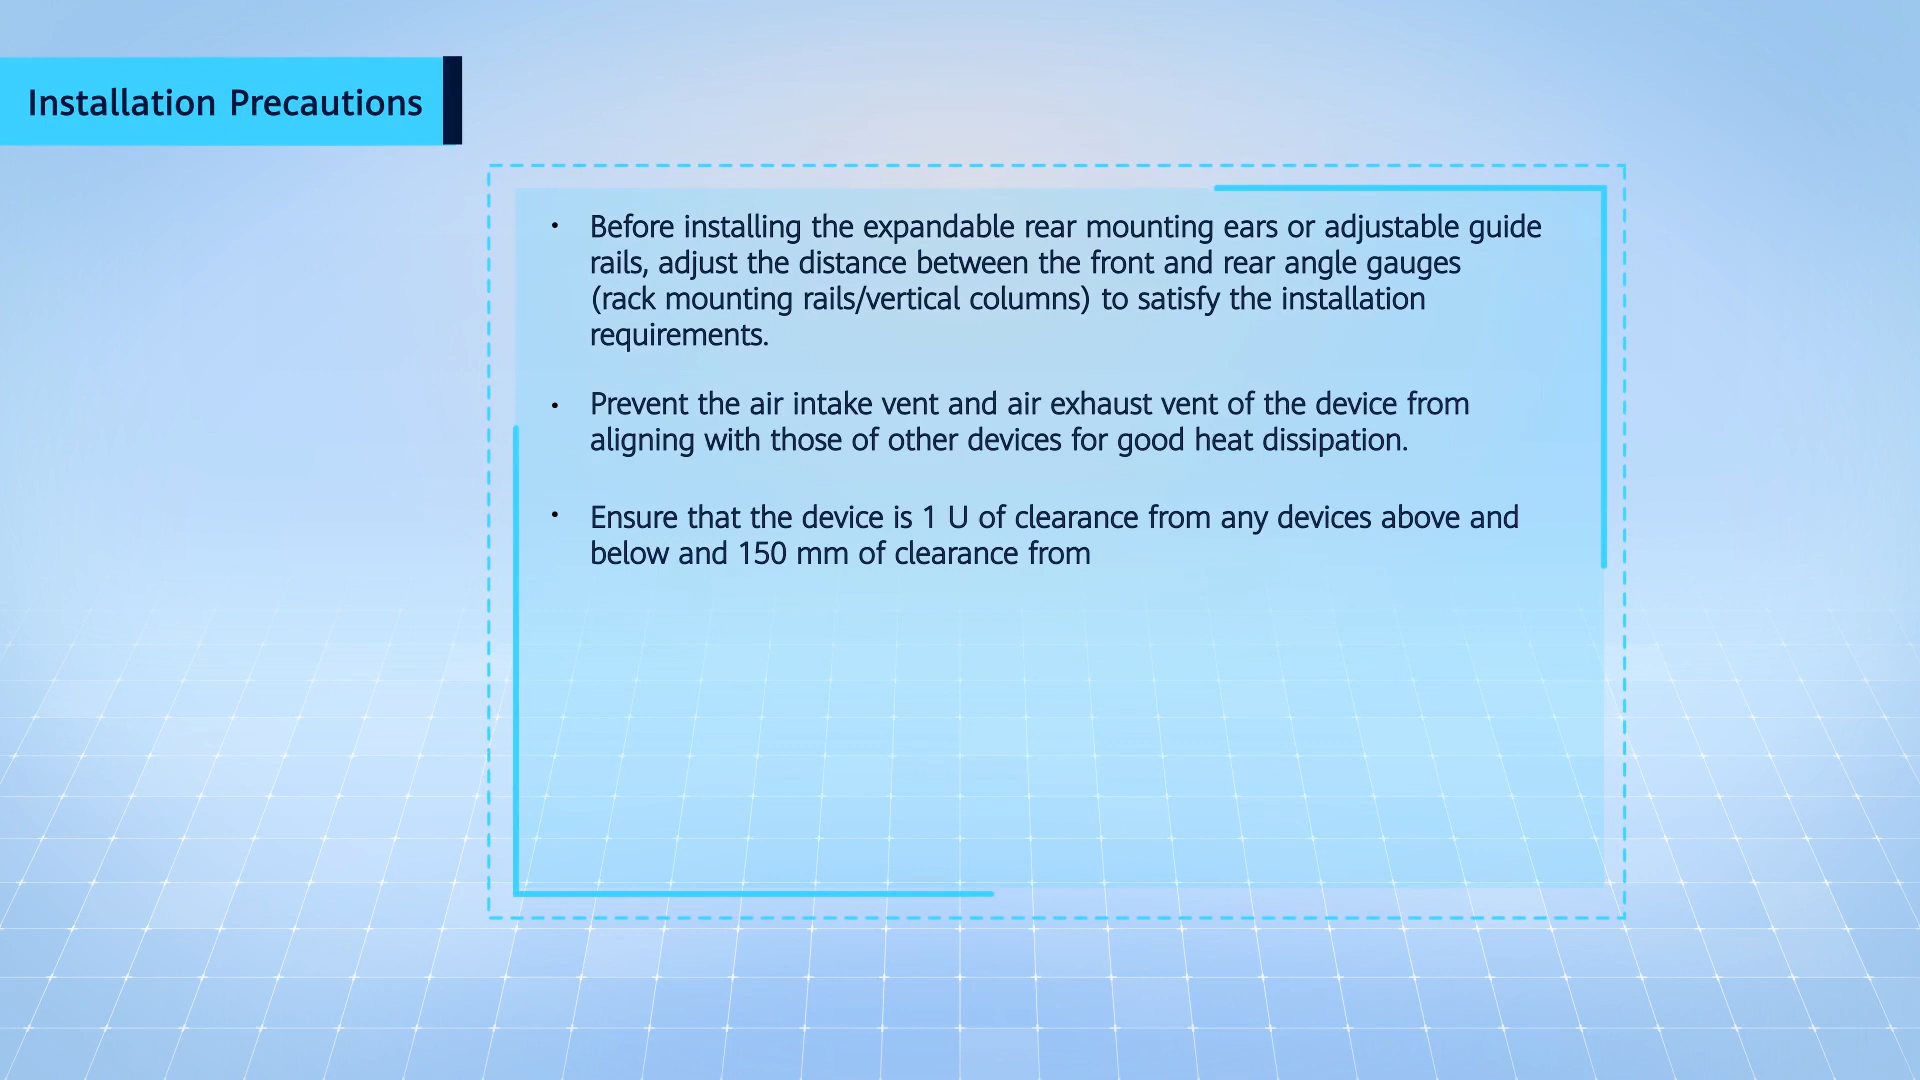 Installation Precautions
• Before installing the expandable rear mounting ears or adjustable guide
rails, adjust the distance between the front and rear angle gauges
(rack mounting rails/vertical columns) to satisfy the installation
requirements.
• Prevent the air intake vent and air exhaust vent of the device from
aligning with those of other devices for good heat dissipation.
• Ensure that the device is 1 U of clearance from any devices above and
below and 150 mm of clearance from